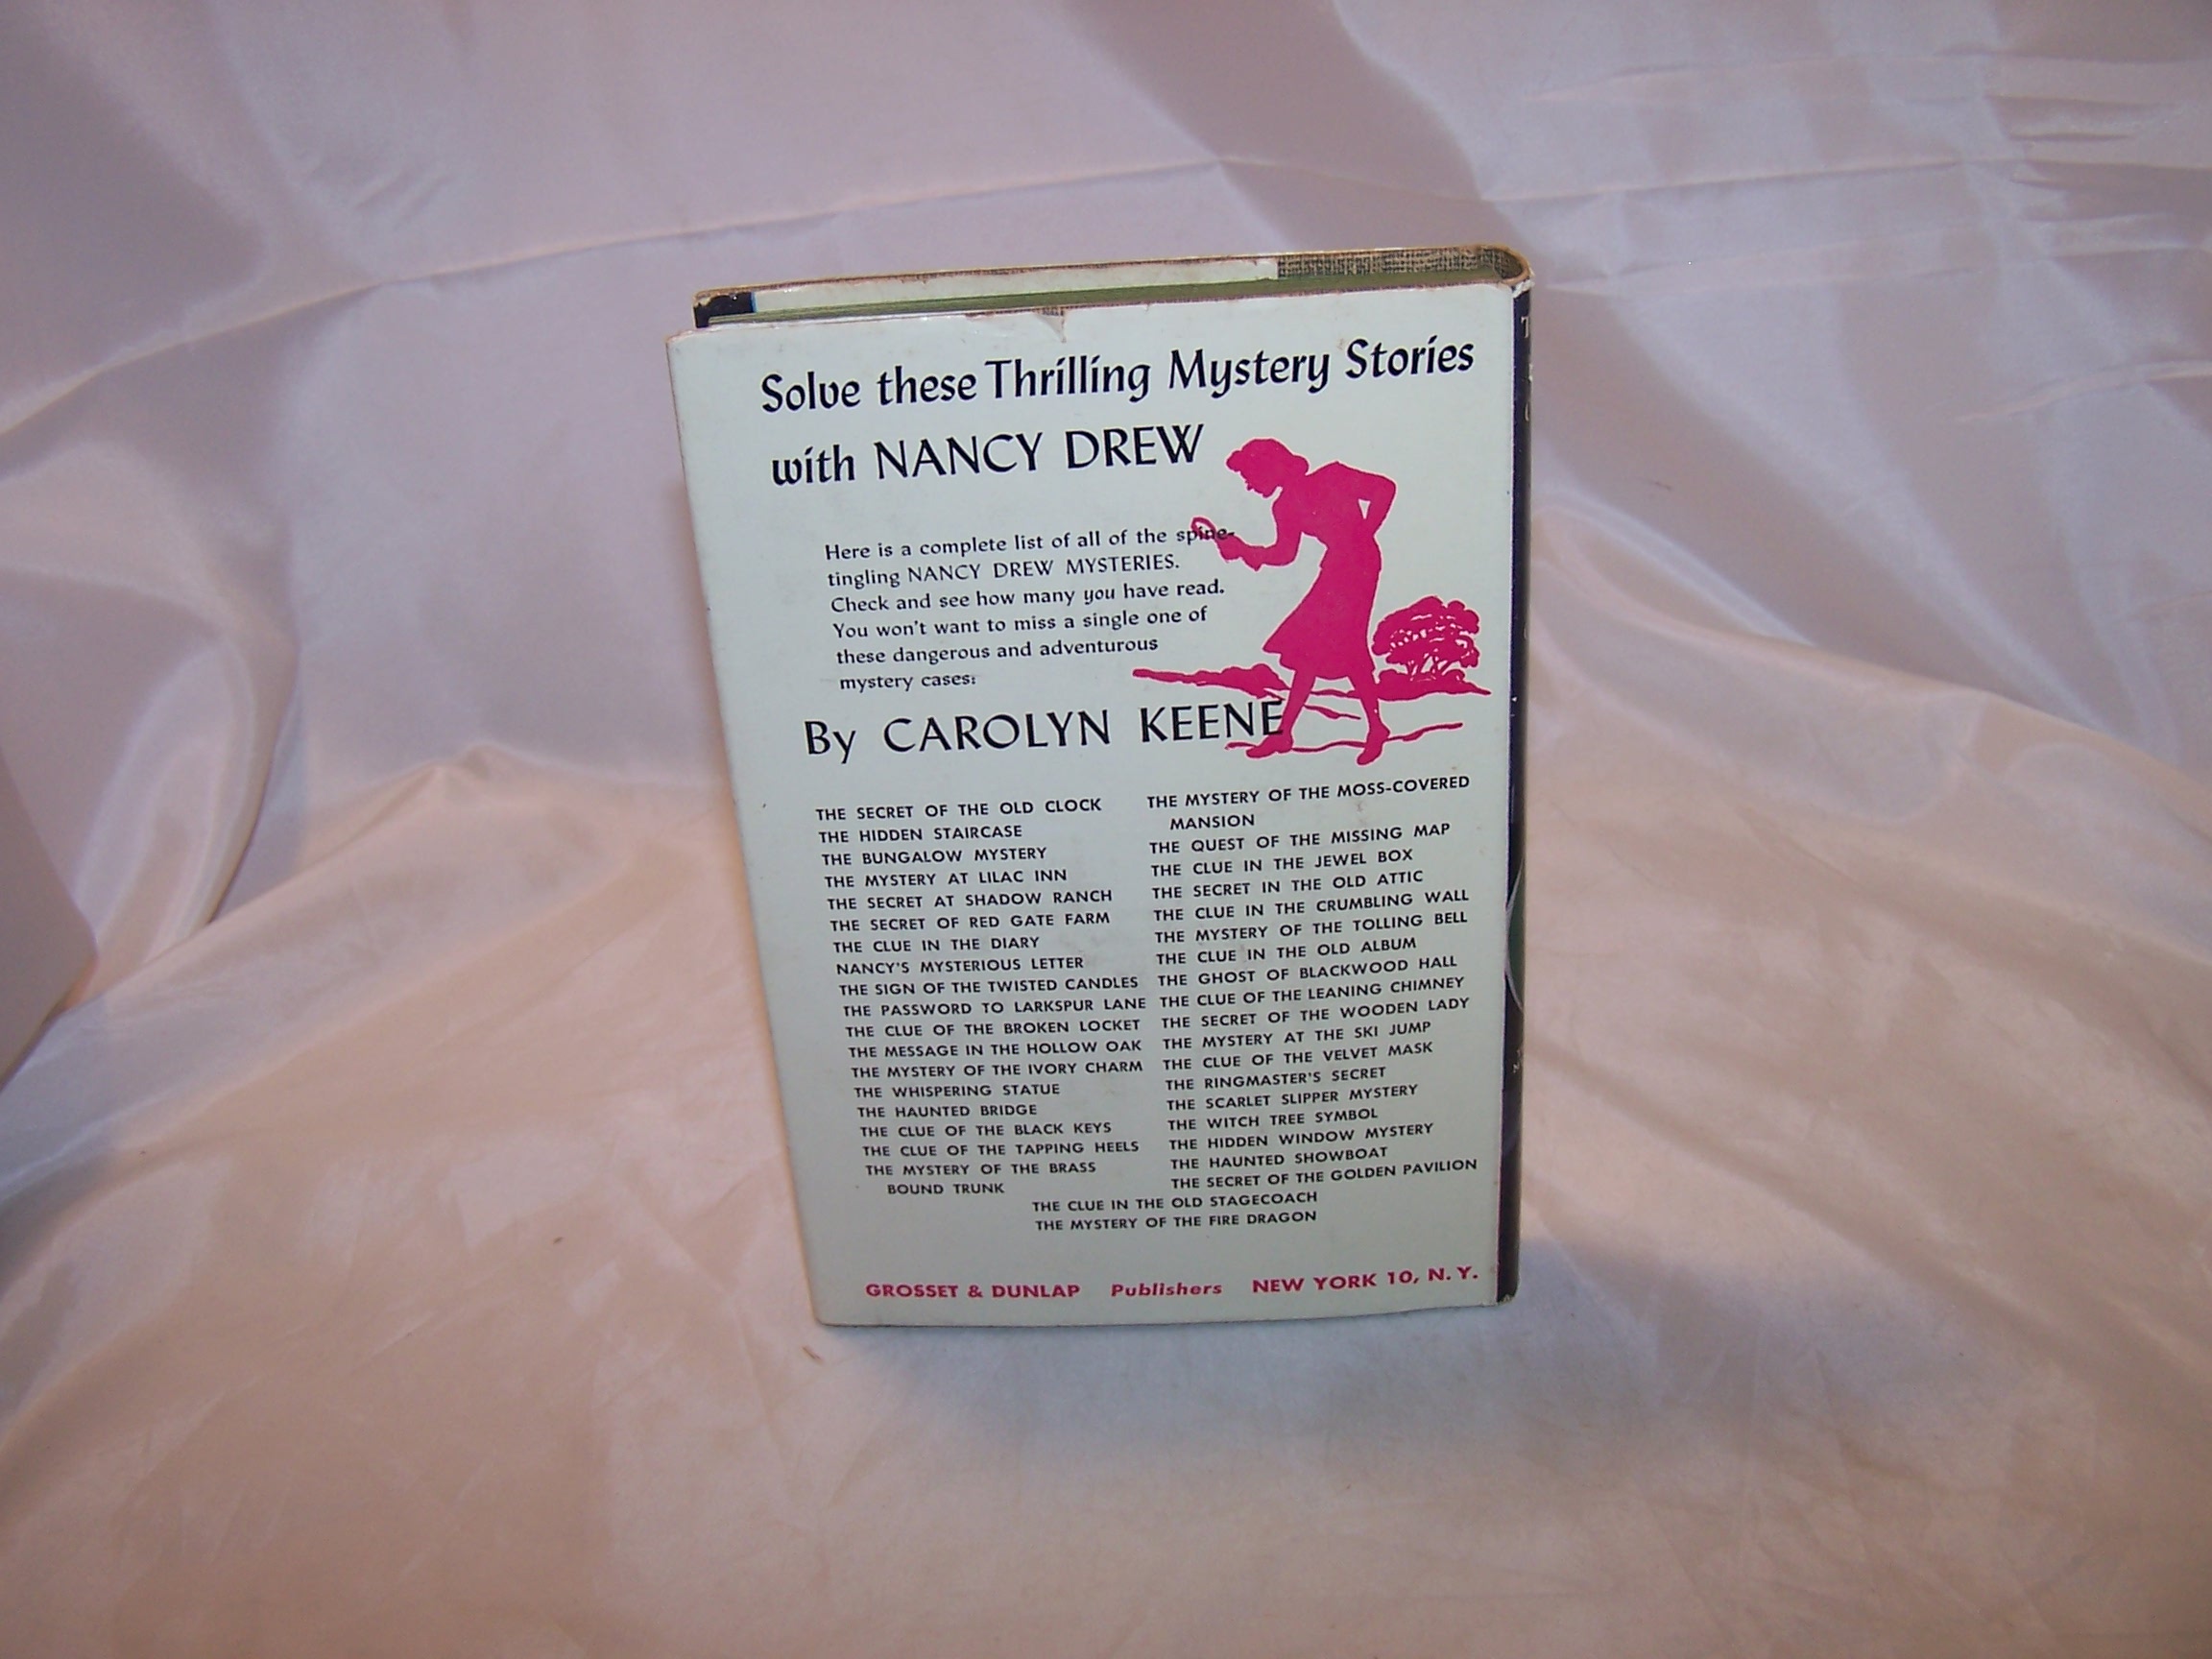 Solve these Thrilling Mystery Stories
with NANCY DREW
Here is a complete list of all of the spine-
tingling NANCY DREW MYSTERIES.
Check and see how many you have read.
You won't want to miss a single one of
these dangerous and adventurous
mystery cases:
By CAROLYN KEENE
THE SECRET OF THE OLD CLOCK
THE HIDDEN STAIRCASE
THE BUNGALOW MYSTERY
THE MYSTERY AT LILAC INN
THE SECRET AT SHADOW RANCH
THE SECRET OF RED GATE FARM
THE CLUE IN THE DIARY
NANCY'S MYSTERIOUS LETTER
THE SIGN OF THE TWISTED CANDLES
THE PASSWORD TO LARKSPUR LANE
THE CLUE OF THE BROKEN LOCKET
THE MESSAGE IN THE HOLLOW OAK
THE MYSTERY OF THE IVORY CHARM
THE WHISPERING STATUE
THE HAUNTED BRIDGE
THE CLUE OF THE BLACK KEYS
THE CLUE OF THE TAPPING HEELS
THE MYSTERY OF THE BRASS
BOUND TRUNK
THE MYSTERY OF THE MOSS-COVERED
MANSION
THE QUEST OF THE MISSING MAP
THE CLUE IN THE JEWEL BOX
THE SECRET IN THE OLD ATTIC
THE CLUE IN THE CRUMBLING WALL
THE MYSTERY OF THE TOLLING BELL
THE CLUE IN THE OLD ALBUM
THE GHOST OF BLACKWOOD HALL
THE CLUE OF THE LEANING CHIMNEY
THE SECRET OF THE WOODEN LADY
THE MYSTERY AT THE SKI JUMP
THE CLUE OF THE VELVET MASK
THE RINGMASTER'S SECRET
THE SCARLET SLIPPER MYSTERY
THE WITCH TREE SYMBOL
THE HIDDEN WINDOW MYSTERY
THE HAUNTED SHOWBOAT
THE SECRET OF THE GOLDEN PAVILION
THE CLUE IN THE OLD STAGECOACH
THE MYSTERY OF THE FIRE DRAGON
GROSSET & DUNLAP Publishers NEW YORK 10, N. Y.